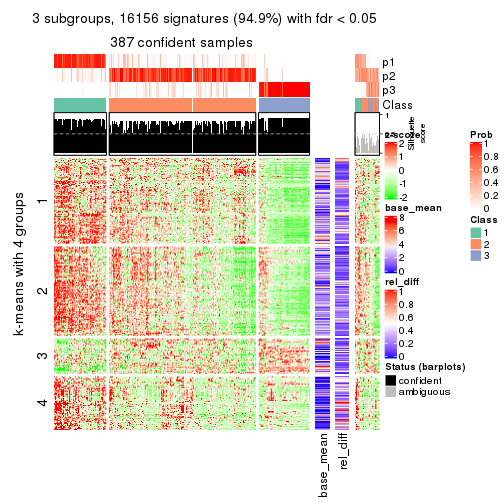 3 subgroups, 16156 signatures (94.9%) with fdr < 0.05
387 confident samples
p1
p2
p3
Class
1
Silhouette
score
k-means with 4 groups
1
2
3
4
base_mean
rel_diff
z-score
2
1
0
-1
-2
base_mean
8
6
4
2
0
rel_diff
1
0.8
0.6
0.4
0.2
0
Status (barplots)
confident
ambiguous
Prob
1
0.8
0.6
0.4
0.2
0
Class
1
2
3